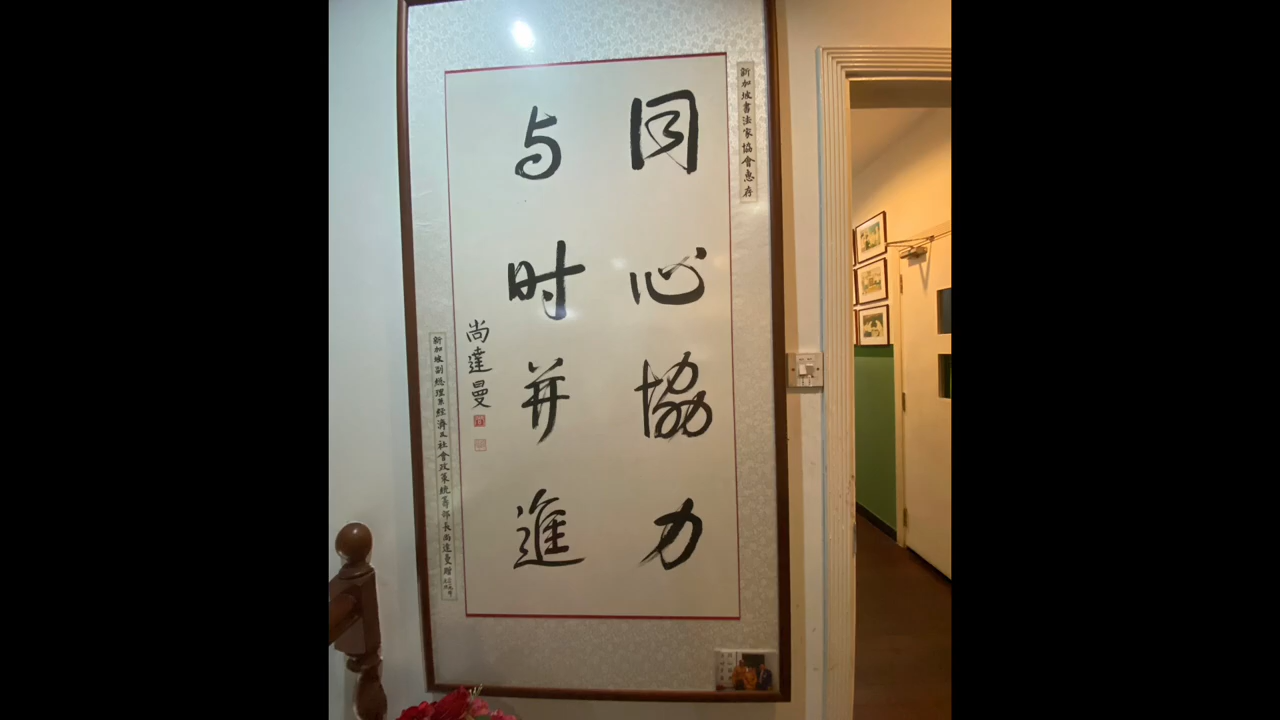 新加坡書法家協會惠存
同心協力
与时并進
尚達曼
新加坡副總理兼經濟及社會政策統籌部長尚達曼贈